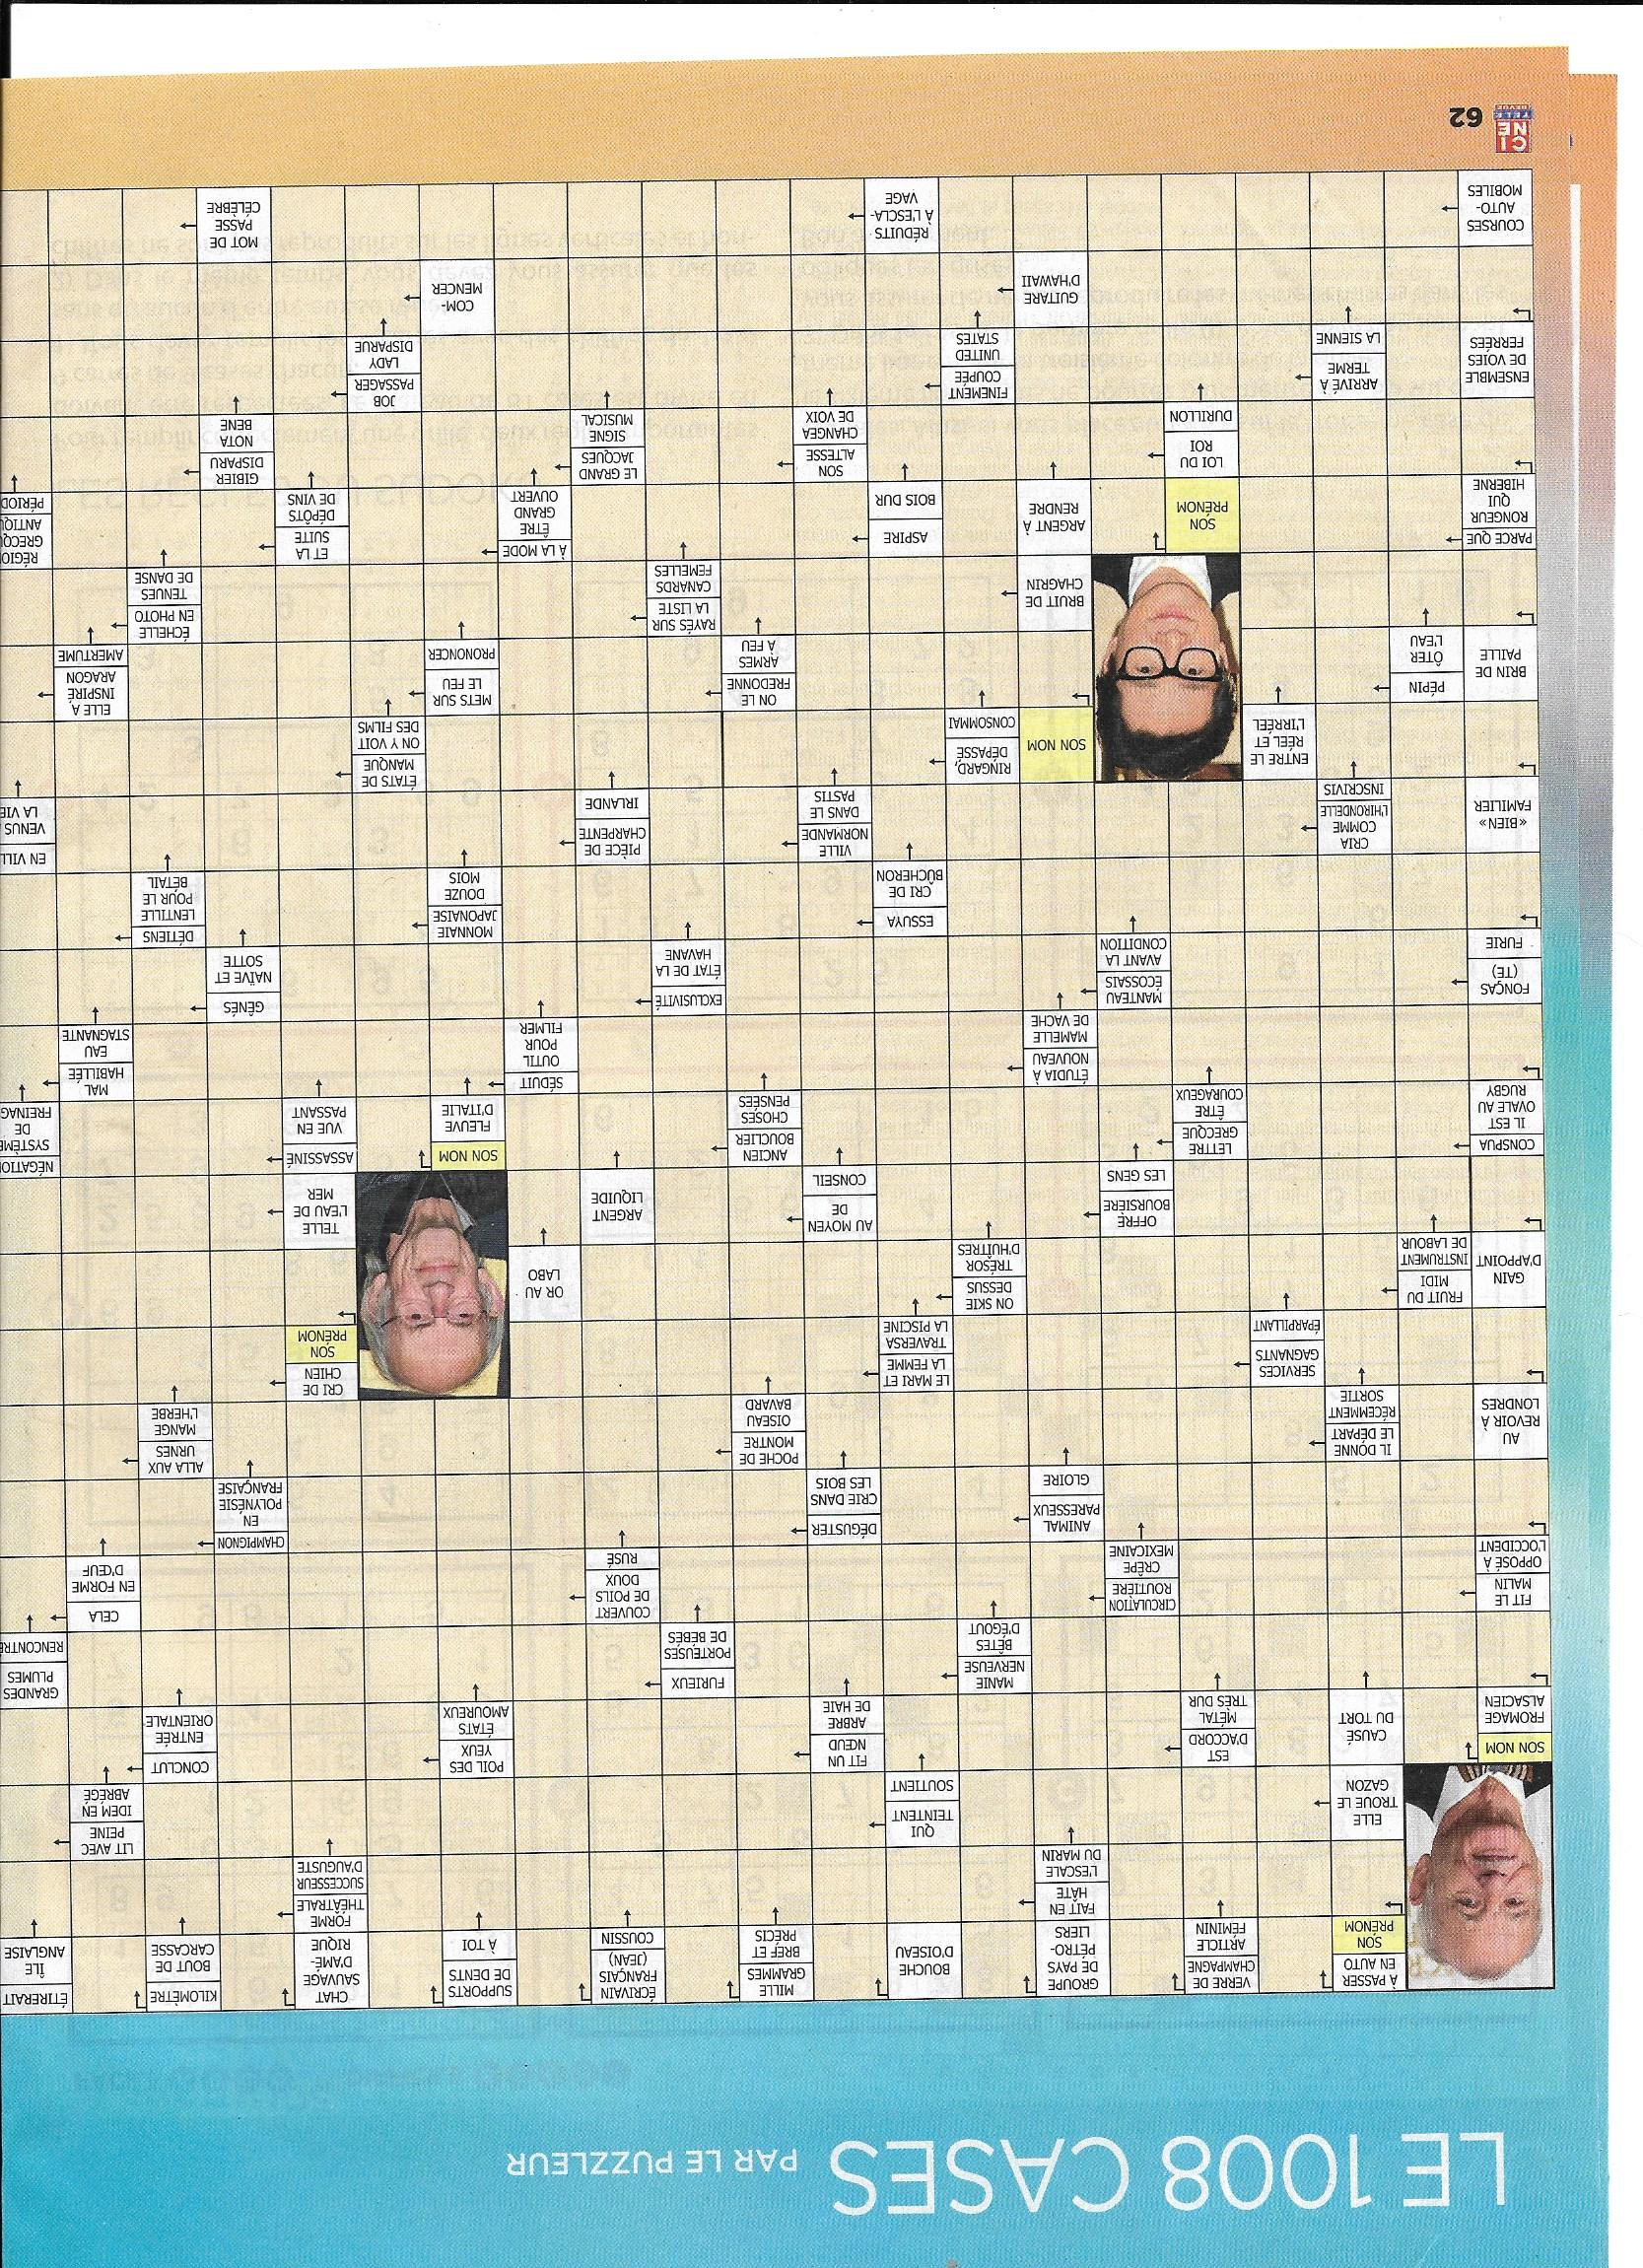 LE 1008 CASES PAR LE PUZZLEUR
À PASSER
EN AUTO
SON
PRÉNOM
VERRE DE
CHAMPAGNE
ARTICLE
FÉMININ
GROUPE
DE PAYS
PÉTRO-
LIERS
BOUCHE
D'OISEAU
MILLE
GRAMMES
BREF ET
PRÉCIS
ÉCRIVAIN
FRANÇAIS
(JEAN)
COUSSIN
SUPPORTS
DE DENTS
À TOI
CHAT
SAUVAGE
D'AMÉ-
RIQUE
KILOMÈTRE
BOUT DE
CARCASSE
ÉTIRERAIT
ÎLE
ANGLAISE
FAIT EN
HÂTE
L'ESCALE
DU MARIN
FORME
THÉÂTRALE
SUCCESSEUR
D'AUGUSTE
ELLE
TROUE LE
GAZON
QUI
TEINTENT
SOUTIENT
LIT AVEC
PEINE
IDEM EN
ABRÉGÉ
SON NOM
FROMAGE
ALSACIEN
CAUSÉ
DU TORT
EST
D'ACCORD
MÉTAL
TRÈS DUR
FIT UN
NŒUD
ARBRE
DE HAIE
POIL DES
YEUX
ÉTATS
AMOUREUX
CONCLUT
ENTRÉE
ORIENTALE
MANIE
NERVEUSE
BÊTES
D'ÉGOUT
FURIEUX
PORTEUSES
DE BÉBÉS
GRANDES
PLUMES
RENCONTRE
FIT LE
MALIN
OPPOSÉ À
L'OCCIDENT
CIRCULATION
ROUTIÈRE
CRÊPE
MEXICAINE
COUVERT
DE POILS
DOUX
RUSÉ
CELA
EN FORME
D'ŒUF
ANIMAL
PARESSEUX
GLOIRE
DÉGUSTER
CRIE DANS
LES BOIS
CHAMPIGNON
EN
POLYNÉSIE
FRANÇAISE
AU
REVOIR À
LONDRES
IL DONNE
LE DÉPART
RÉCEMMENT
SORTIE
POCHE DE
MONTRE
OISEAU
BAVARD
ALLA AUX
URNES
MANGE
L'HERBE
SERVICES
GAGNANTS
ÉPARPILLANT
LE MARI ET
LA FEMME
TRAVERSA
LA PISCINE
CRI DE
CHIEN
SON
PRÉNOM
GAIN
D'APPOINT
FRUIT DU
MIDI
INSTRUMENT
DE LABOUR
ON SKIE
DESSUS
TRÉSOR
D'HUÎTRES
OR AU
LABO
OFFRE
BOURSIÈRE
LES GENS
AU MOYEN
DE
CONSEIL
ARGENT
LIQUIDE
TELLE
L'EAU DE
MER
CONSPUA
IL EST
OVALE AU
RUGBY
LETTRE
GRECQUE
ÊTRE
COURAGEUX
ANCIEN
BOUCLIER
CHOSES
PENSÉES
SON NOM
FLEUVE
D'ITALIE
ASSASSINÉ
VUE EN
PASSANT
NÉGATIO
SYSTÈME
DE
FREINAG
ÉTUDIA À
NOUVEAU
MAMELLE
DE VACHE
SÉDUIT
OUTIL
POUR
FILMER
MAL
HABILLÉE
EAU
STAGNANTE
FONÇAS
(TE)
FURIE
MANTEAU
ÉCOSSAIS
AVANT LA
CONDITION
EXCLUSIVITÉ
ÉTAT DE LA
HAVANE
GÊNÉS
NAÏVE ET
SOTTE
ESSUYA
CRI DE
BÛCHERON
MONNAIE
JAPONAISE
DOUZE
MOIS
DÉTIENS
LENTILLE
POUR LE
BÉTAIL
«BIEN»
FAMILIER
CRIA
COMME
L'HIRONDELLE
INSCRIVIS
VILLE
NORMANDE
DANS LE
PASTIS
PIÈCE DE
CHARPENTE
IRLANDE
EN VILL
VENUS
LA VIE
ENTRE LE
RÉEL ET
L'IRRÉEL
SON NOM
RINGARD,
DÉPASSÉ
CONSOMMAI
ÉTATS DE
MANQUE
ON Y VOIT
DES FILMS
BRIN DE
PAILLE
PÉPIN
ÔTER
L'EAU
ON LE
FREDONNE
ARMES
À FEU
METS SUR
LE FEU
PRONONCER
ELLE A
INSPIRÉ
ARAGON
AMERTUME
BRUIT DE
CHAGRIN
RAYÉS SUR
LA LISTE
CANARDS
FEMELLES
ÉCHELLE
EN PHOTO
TENUES
DE DANSE
PARCE QUE
RONGEUR
QUI
HIBERNE
SON
PRÉNOM
ARGENT À
RENDRE
ASPIRE
BOIS DUR
À LA MODE
ÊTRE
GRAND
OUVERT
ET LA
SUITE
DÉPÔTS
DE VINS
RÉGIO
GRECQU
ANTIQU
PÉRIOD
LOI DU
ROI
DURILLON
SON
ALTESSE
CHANGEA
DE VOIX
LE GRAND
JACQUES
SIGNE
MUSICAL
GIBIER
DISPARU
NOTA
BENE
ENSEMBLE
DE VOIES
FERRÉES
ARRIVÉ À
TERME
LA SIENNE
FINEMENT
COUPÉE
UNITED
STATES
JOB
PASSAGER
LADY
DISPARUE
GUITARE
D'HAWAII
COM-
MENCER
COURSES
AUTO-
MOBILES
RÉDUITS
À L'ESCLA-
VAGE
MOT DE
PASSE
CÉLÈBRE
CINE
TELE
REVUE
62